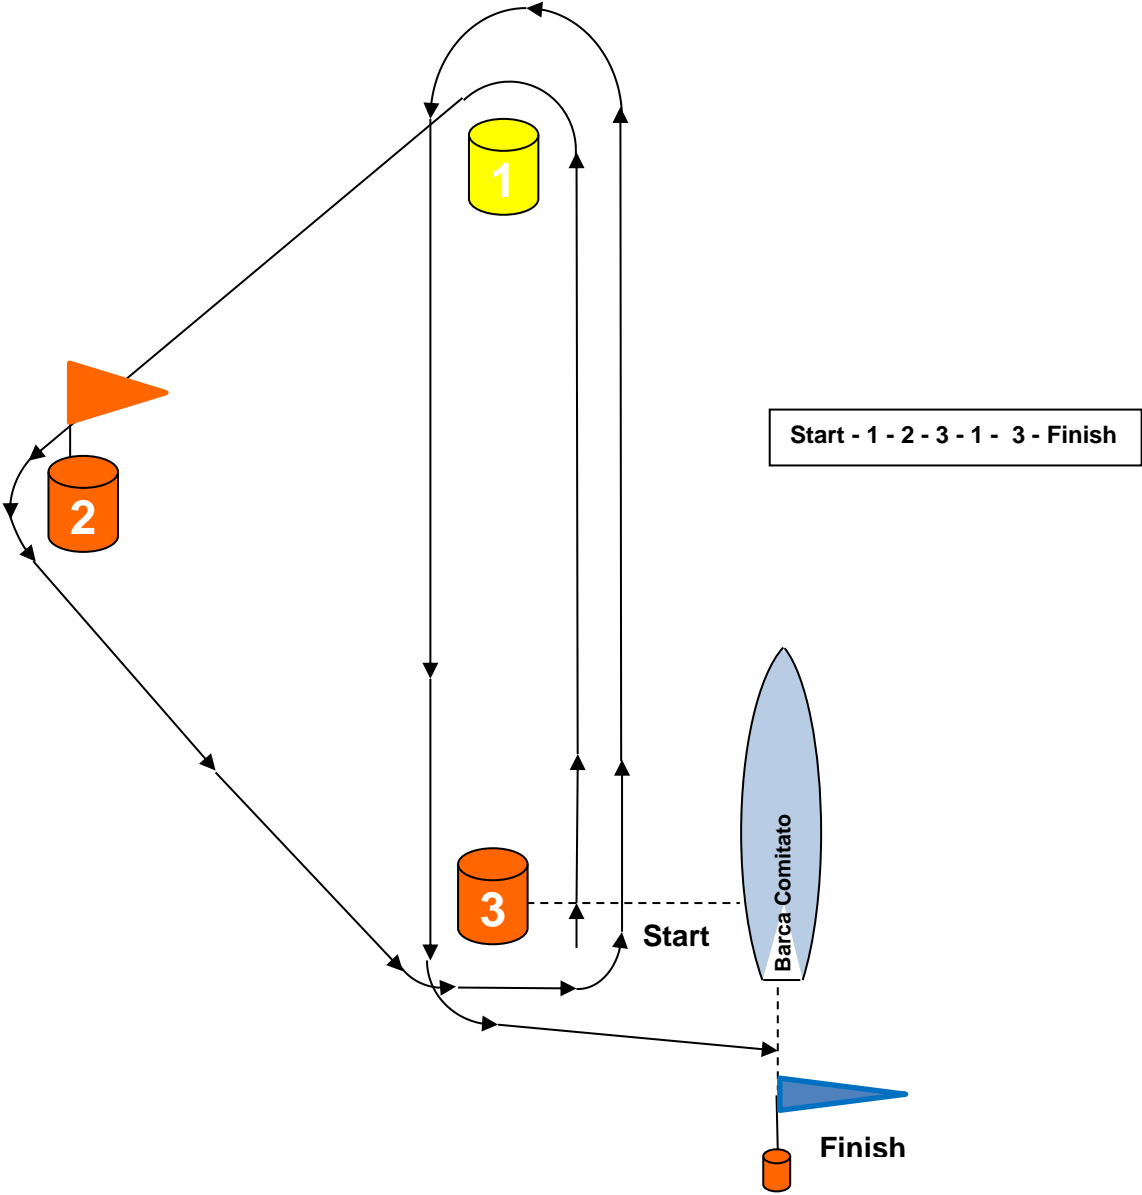 1
2
Start - 1 - 2 - 3 - 1 -  3 - Finish
Barca Comitato
3
Start
Finish